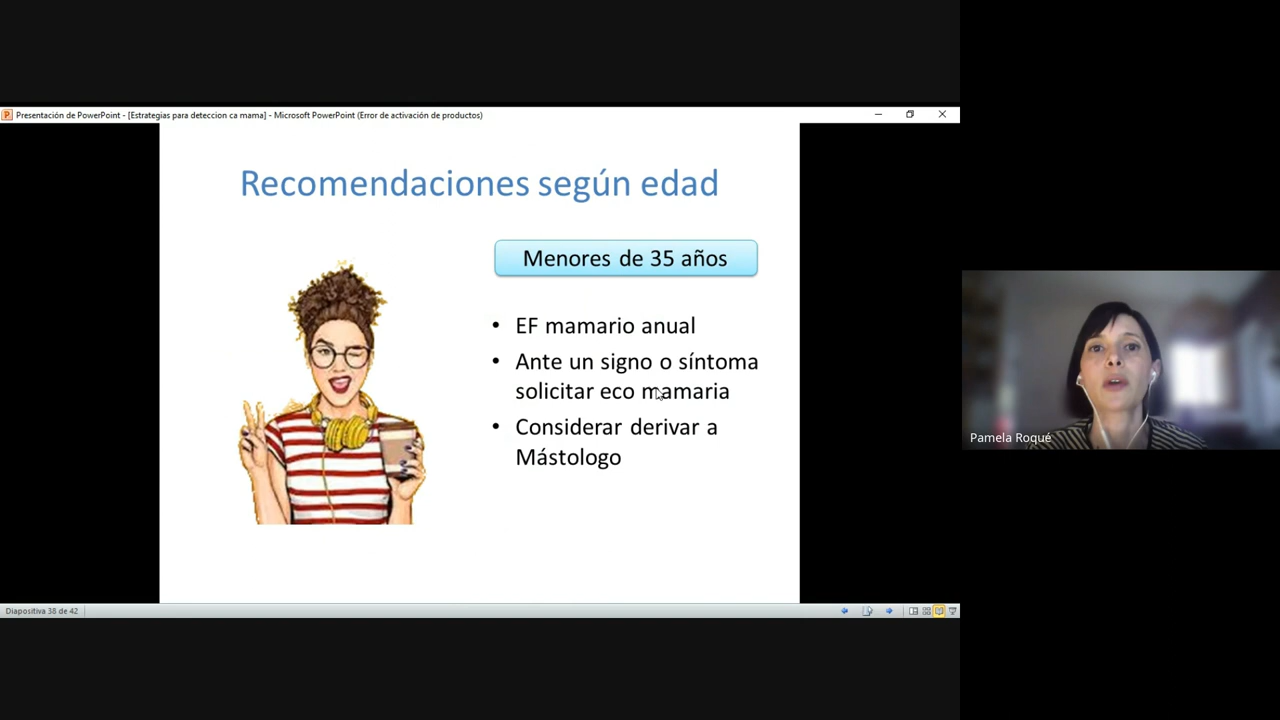 Presentación de PowerPoint - [Estrategias para deteccion ca mama] - Microsoft PowerPoint (Error de activación de productos)
Recomendaciones según edad
Menores de 35 años
• EF mamario anual
• Ante un signo o síntoma
solicitar eco mamaria
• Considerar derivar a
Mástologo
Pamela Roqué
Diapositiva 38 de 42